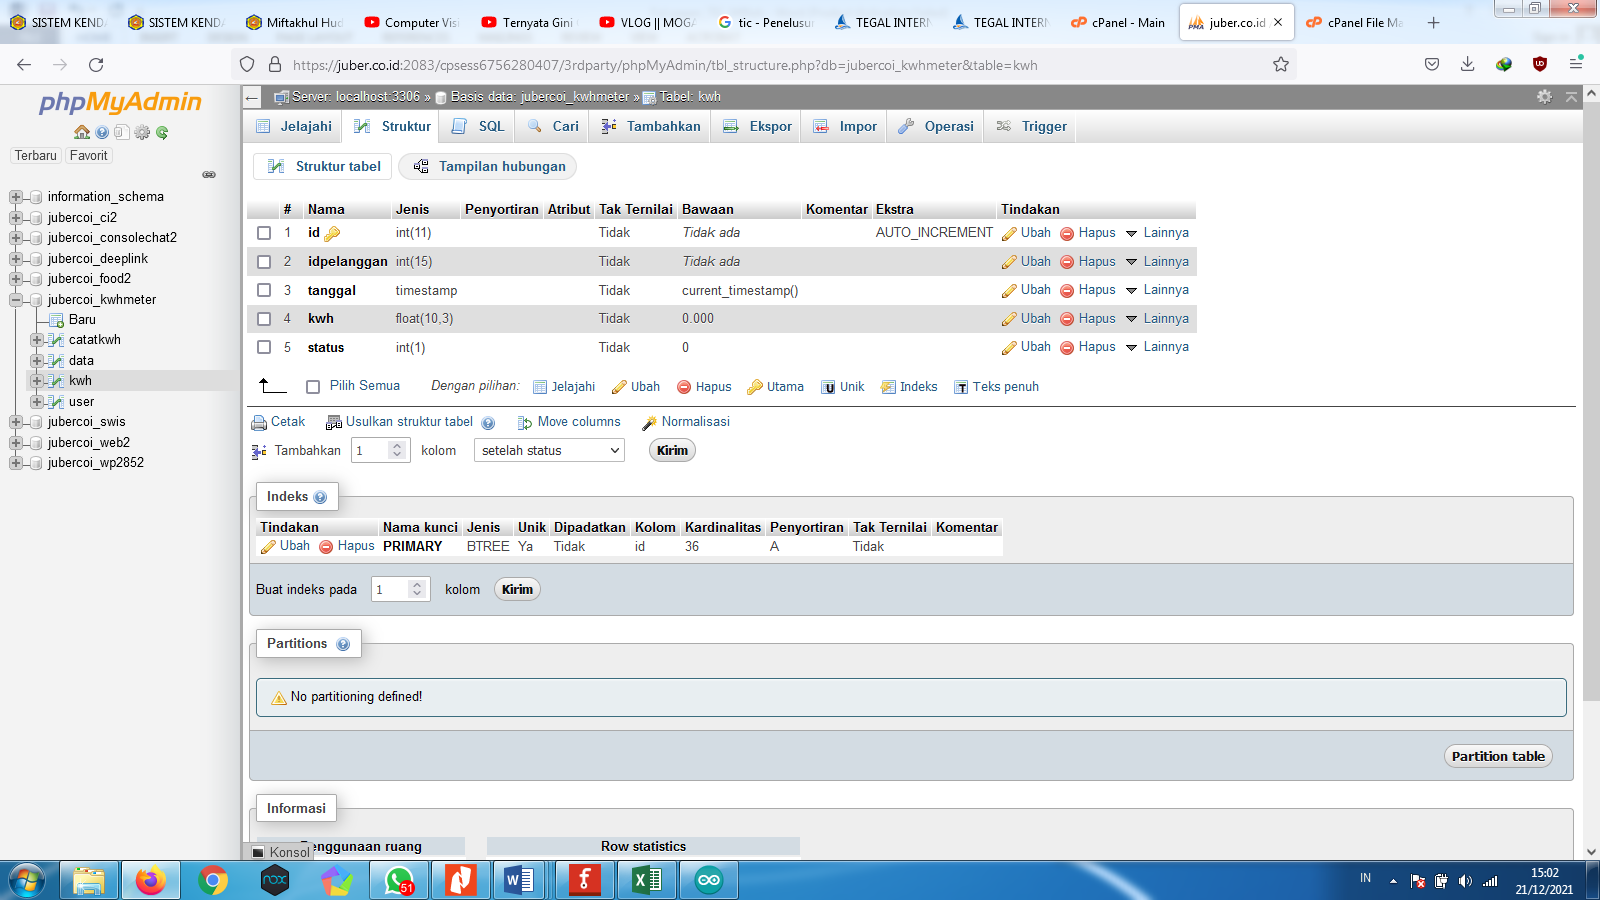 SISTEM KENDA
SISTEM KENDA
Miftakhul Hud
Computer Visi
Ternyata Gini
VLOG || MOGA
tic - Penelusur
TEGAL INTERN
TEGAL INTERN
cPanel - Main
juber.co.id
cPanel File Ma
https://juber.co.id:2083/cpsess6756280407/3rdparty/phpMyAdmin/tbl_structure.php?db=jubercoi_kwhmeter&table=kwh
phpMyAdmin
Terbaru Favorit
information_schema
jubercoi_ci2
jubercoi_consolechat2
jubercoi_deeplink
jubercoi_food2
jubercoi_kwhmeter
Baru
catatkwh
data
kwh
user
jubercoi_swis
jubercoi_web2
jubercoi_wp2852
Server: localhost:3306 » Basis data: jubercoi_kwhmeter » Tabel: kwh
Jelajahi Struktur SQL Cari Tambahkan Ekspor Impor Operasi Trigger
Struktur tabel Tampilan hubungan
# Nama Jenis Penyortiran Atribut Tak Ternilai Bawaan Komentar Ekstra Tindakan
1 id int(11) Tidak Tidak ada AUTO_INCREMENT Ubah Hapus Lainnya
2 idpelanggan int(15) Tidak Tidak ada Ubah Hapus Lainnya
3 tanggal timestamp Tidak current_timestamp() Ubah Hapus Lainnya
4 kwh float(10,3) Tidak 0.000 Ubah Hapus Lainnya
5 status int(1) Tidak 0 Ubah Hapus Lainnya
Pilih Semua Dengan pilihan: Jelajahi Ubah Hapus Utama Unik Indeks Teks penuh
Cetak Usulkan struktur tabel Move columns Normalisasi
Tambahkan 1 kolom setelah status Kirim
Indeks
Tindakan Nama kunci Jenis Unik Dipadatkan Kolom Kardinalitas Penyortiran Tak Ternilai Komentar
Ubah Hapus PRIMARY BTREE Ya Tidak id 36 A Tidak
Buat indeks pada 1 kolom Kirim
Partitions
No partitioning defined!
Partition table
Informasi
enggunaan ruang Row statistics
Konsol
nox
51
IN
15:02
21/12/2021